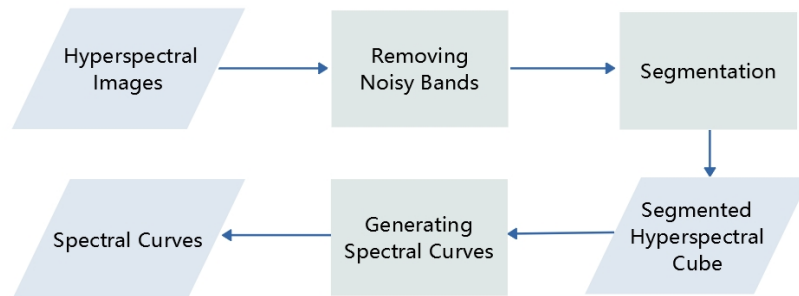 Hyperspectral
Images
Removing
Noisy Bands
Segmentation
Segmented
Hyperspectral
Cube
Generating
Spectral Curves
Spectral Curves